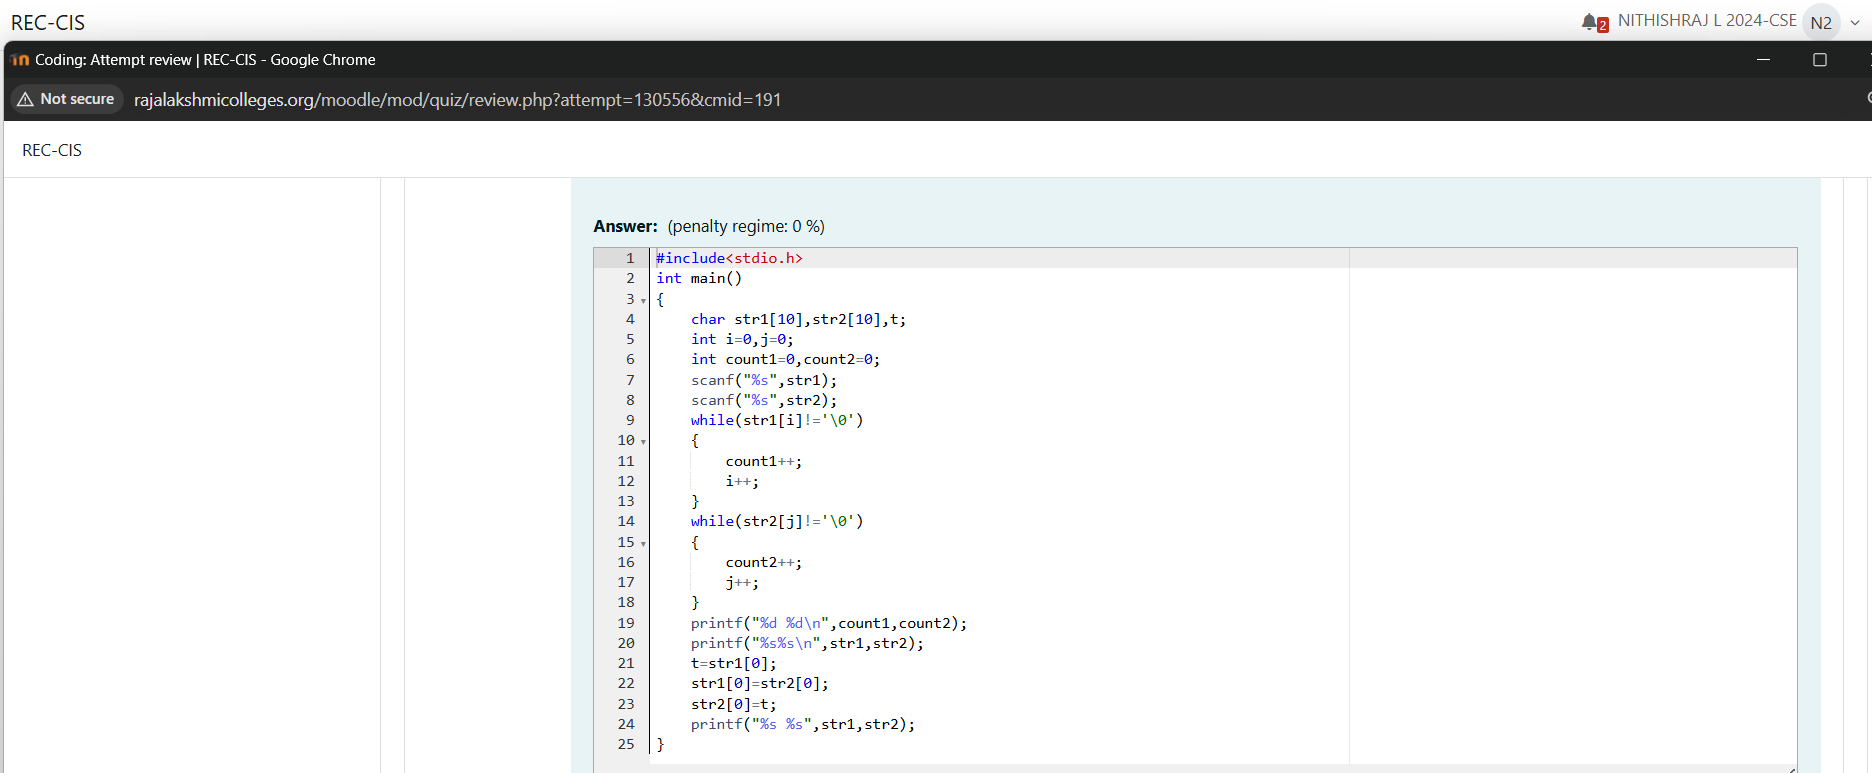 REC-CIS
2 NITHISHRAJ L 2024-CSE N2
Coding: Attempt review | REC-CIS - Google Chrome
Not secure rajalakshmicolleges.org/moodle/mod/quiz/review.php?attempt=130556&cmid=191
REC-CIS
Answer: (penalty regime: 0 %)
1 #include<stdio.h>
2 int main()
3 {
4 char str1[10],str2[10],t;
5 int i=0,j=0;
6 int count1=0,count2=0;
7 scanf("%s",str1);
8 scanf("%s",str2);
9 while(str1[i]!='\0')
10 {
11 count1++;
12 i++;
13 }
14 while(str2[j]!='\0')
15 {
16 count2++;
17 j++;
18 }
19 printf("%d %d\n",count1,count2);
20 printf("%s%s\n",str1,str2);
21 t=str1[0];
22 str1[0]=str2[0];
23 str2[0]=t;
24 printf("%s %s",str1,str2);
25 }